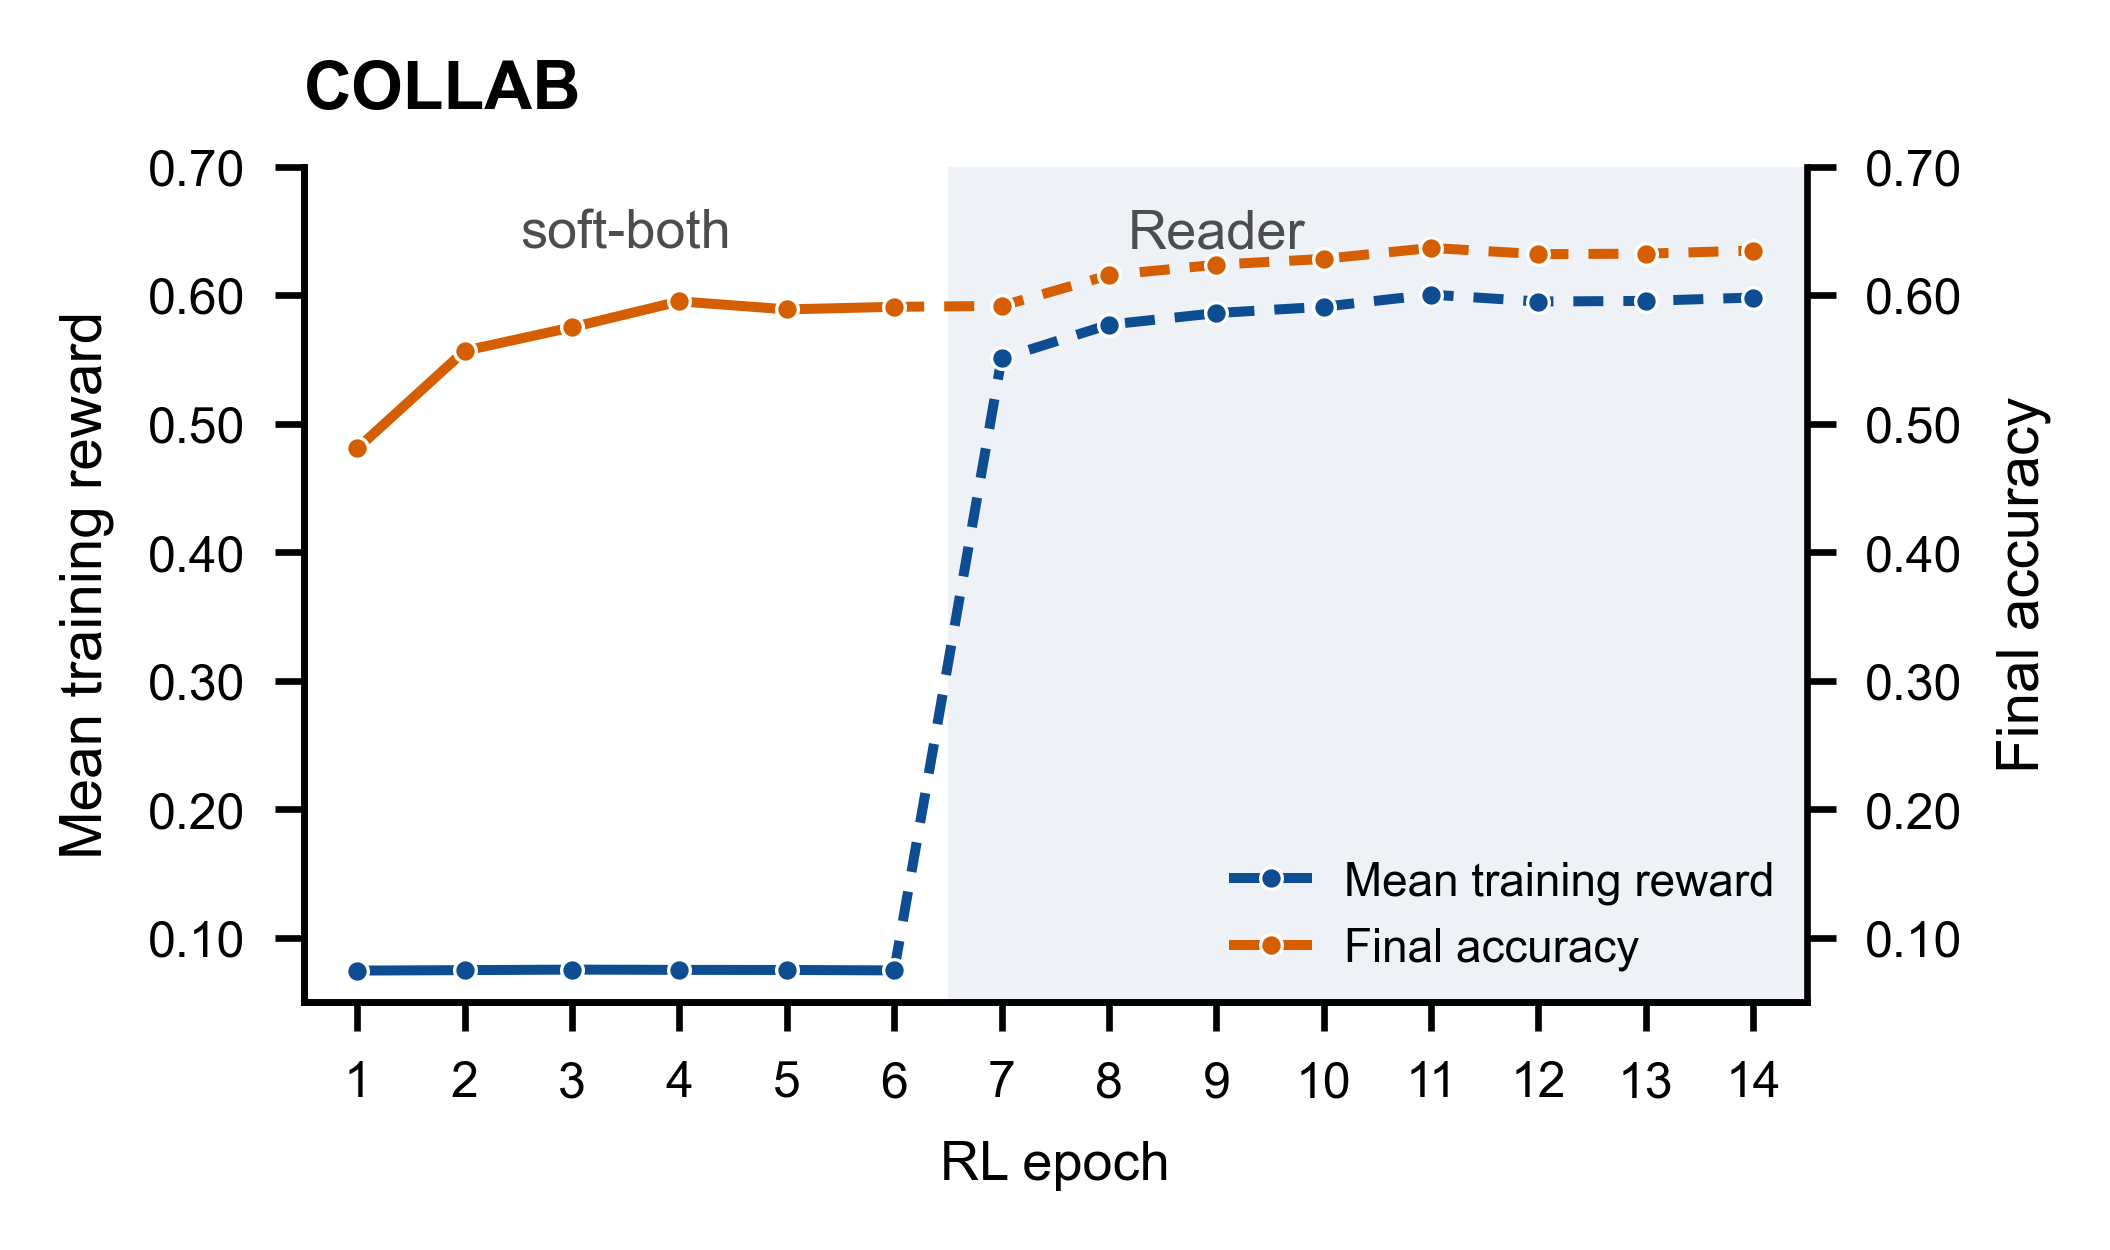 COLLAB
soft-both
Reader
Mean training reward
0.70
0.60
0.50
0.40
0.30
0.20
0.10
0.70
0.60
0.50
0.40
0.30
0.20
0.10
Final accuracy
Mean training reward
Final accuracy
1 2 3 4 5 6 7 8 9 10 11 12 13 14
RL epoch